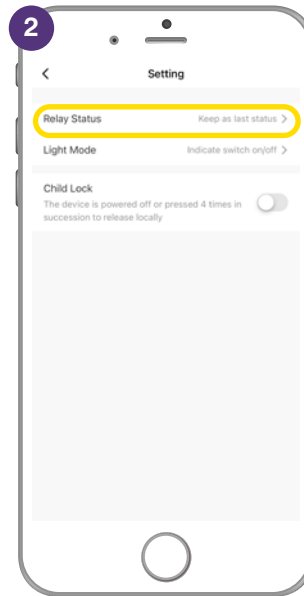 2
Setting
Relay Status Keep as last status
Light Mode Indicate switch on/off
Child Lock
The device is powered off or pressed 4 times in
succession to release locally